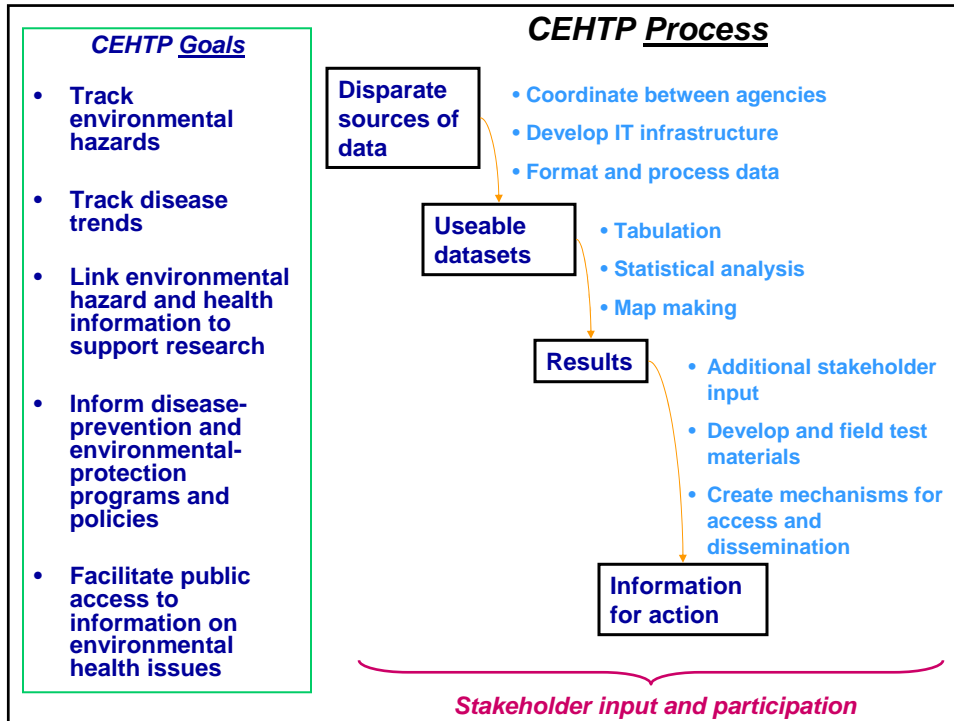 CEHTP Goals
• Track
environmental
hazards
• Track disease
trends
• Link environmental
hazard and health
information to
support research
• Inform disease-
prevention and
environmental-
protection
programs and
policies
• Facilitate public
access to
information on
environmental
health issues
CEHTP Process
Disparate
sources of
data
• Coordinate between agencies
• Develop IT infrastructure
• Format and process data
Useable
datasets
• Tabulation
• Statistical analysis
• Map making
Results
• Additional stakeholder
input
• Develop and field test
materials
• Create mechanisms for
access and
dissemination
Information
for action
Stakeholder input and participation